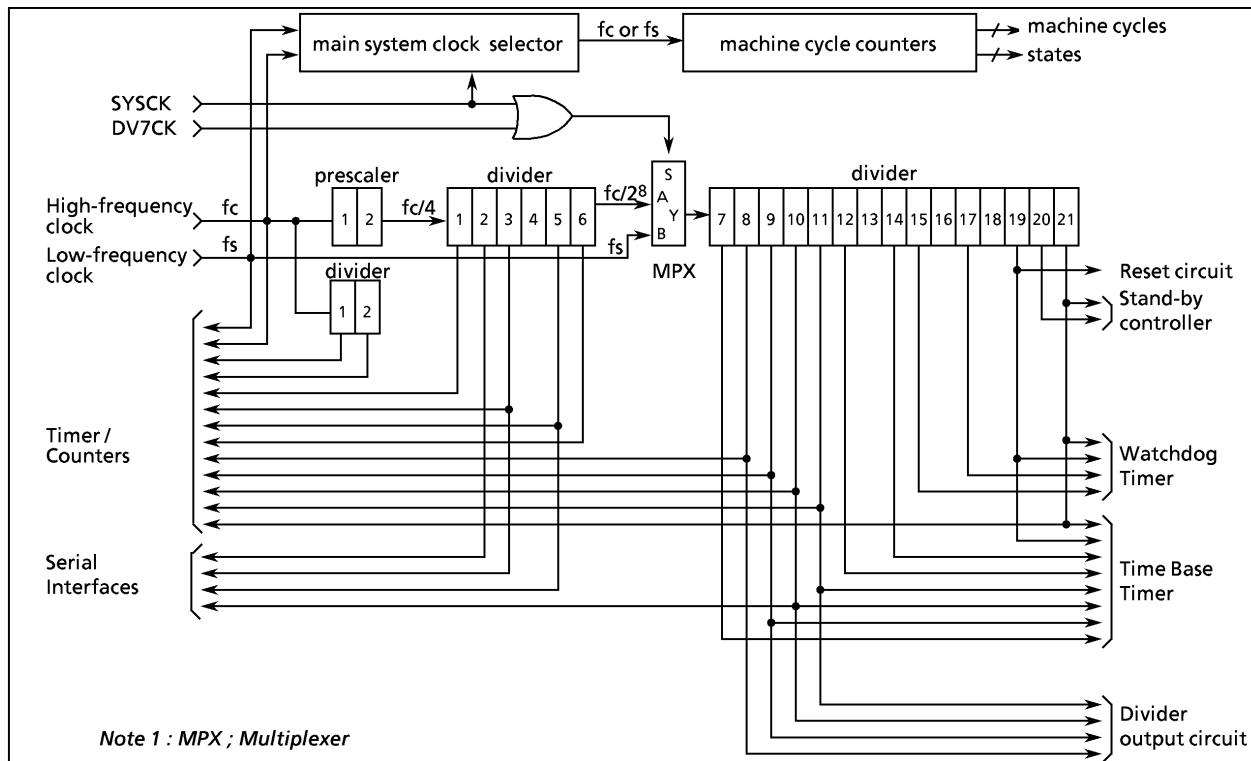 main system clock selector
fc or fs
machine cycle counters
machine cycles
states
SYSCK
DV7CK
prescaler
divider
divider
High-frequency clock
fc
1 2
fc/4
1 2 3 4 5 6
fc/2⁸
S
A
Y
B
7 8 9 10 11 12 13 14 15 16 17 18 19 20 21
Low-frequency clock
fs
fs
MPX
divider
1 2
Reset circuit
Stand-by controller
Timer / Counters
Watchdog Timer
Serial Interfaces
Time Base Timer
Divider output circuit
Note 1 : MPX ; Multiplexer